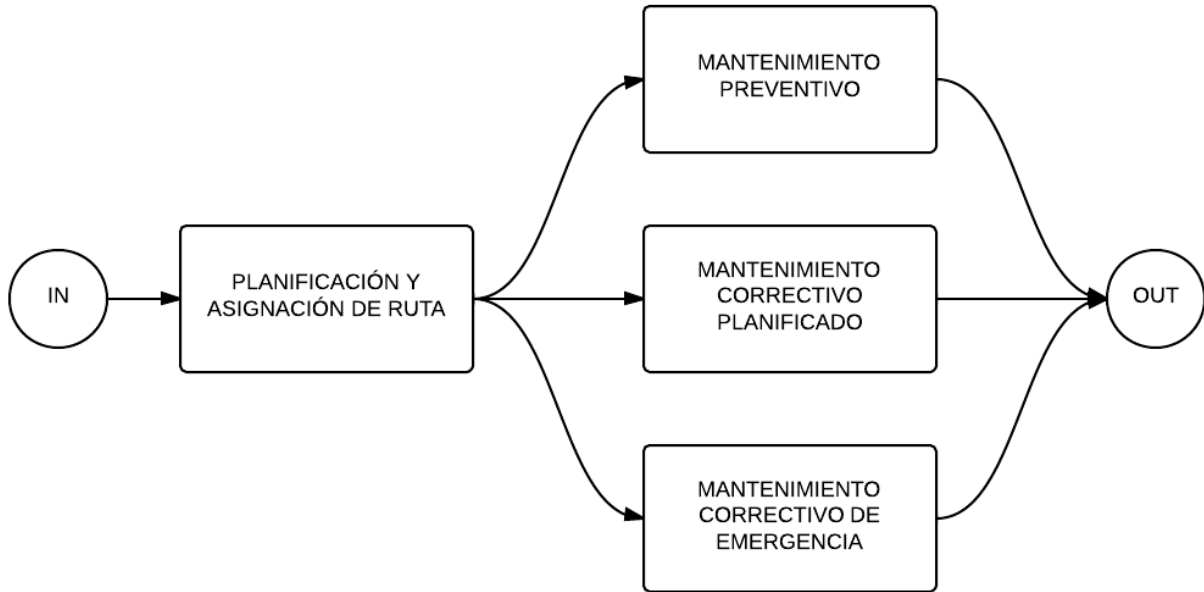 IN
PLANIFICACIÓN Y
ASIGNACIÓN DE RUTA
MANTENIMIENTO
PREVENTIVO
MANTENIMIENTO
CORRECTIVO
PLANIFICADO
MANTENIMIENTO
CORRECTIVO DE
EMERGENCIA
OUT